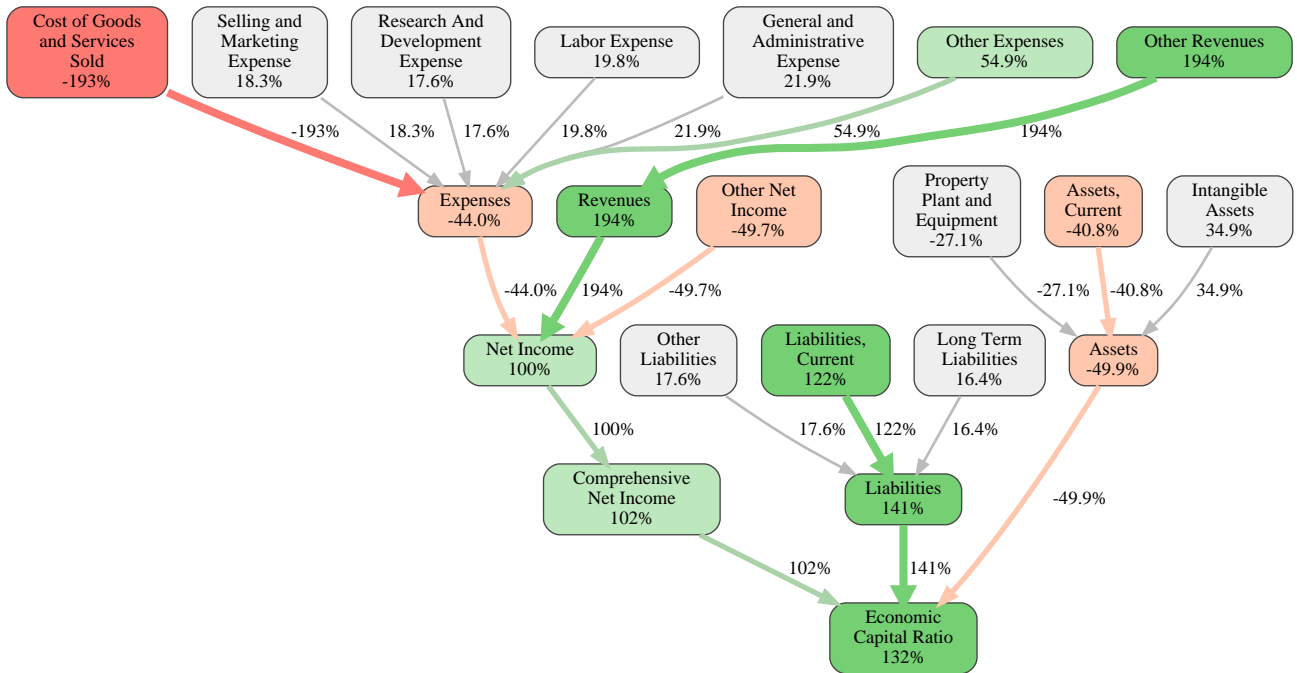 Cost of Goods
and Services
Sold
-193%
Selling and
Marketing
Expense
18.3%
Research And
Development
Expense
17.6%
Labor Expense
19.8%
General and
Administrative
Expense
21.9%
Other Expenses
54.9%
Other Revenues
194%
-193%
18.3%
17.6%
19.8%
21.9%
54.9%
194%
Expenses
-44.0%
Revenues
194%
Other Net
Income
-49.7%
Property
Plant and
Equipment
-27.1%
Assets,
Current
-40.8%
Intangible
Assets
34.9%
-44.0%
194%
-49.7%
-27.1%
-40.8%
34.9%
Net Income
100%
Other
Liabilities
17.6%
Liabilities,
Current
122%
Long Term
Liabilities
16.4%
Assets
-49.9%
100%
17.6%
122%
16.4%
Comprehensive
Net Income
102%
Liabilities
141%
-49.9%
102%
141%
Economic
Capital Ratio
132%